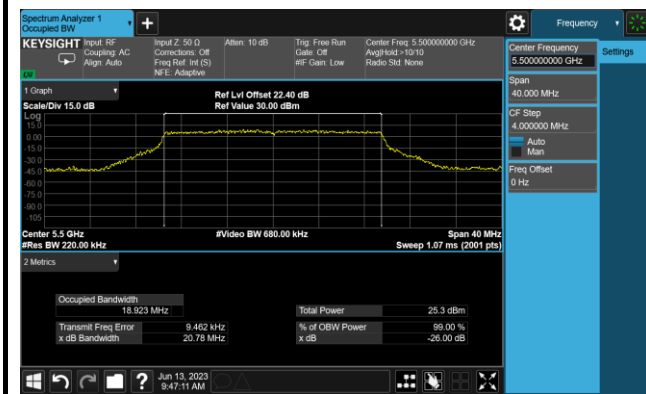 Spectrum Analyzer 1
Occupied BW
Frequency
KEYSIGHT
Input: RF
Coupling: AC
Align: Auto
Input Z: 50 Ω
Corrections: Off
Freq Ref: Int (S)
NFE: Adaptive
Atten: 10 dB
Trig: Free Run
Gate: Off
#IF Gain: Low
Center Freq: 5.500000000 GHz
Avg|Hold:>10/10
Radio Std: None
Center Frequency
5.500000000 GHz
Settings
Span
40.000 MHz
CF Step
4.000000 MHz
Auto
Man
Freq Offset
0 Hz
1 Graph
Scale/Div 15.0 dB
Ref Lvl Offset 22.40 dB
Ref Value 30.00 dBm
Log
15.0
0.00
-15.0
-30.0
-45.0
-60.0
-75.0
-90.0
-105
Center 5.5 GHz
#Video BW 680.00 kHz
Span 40 MHz
#Res BW 220.00 kHz
Sweep 1.07 ms (2001 pts)
2 Metrics
Occupied Bandwidth
18.923 MHz
Total Power
25.3 dBm
Transmit Freq Error
9.462 kHz
% of OBW Power
99.00 %
x dB Bandwidth
20.78 MHz
x dB
-26.00 dB
Jun 13, 2023
9:47:11 AM